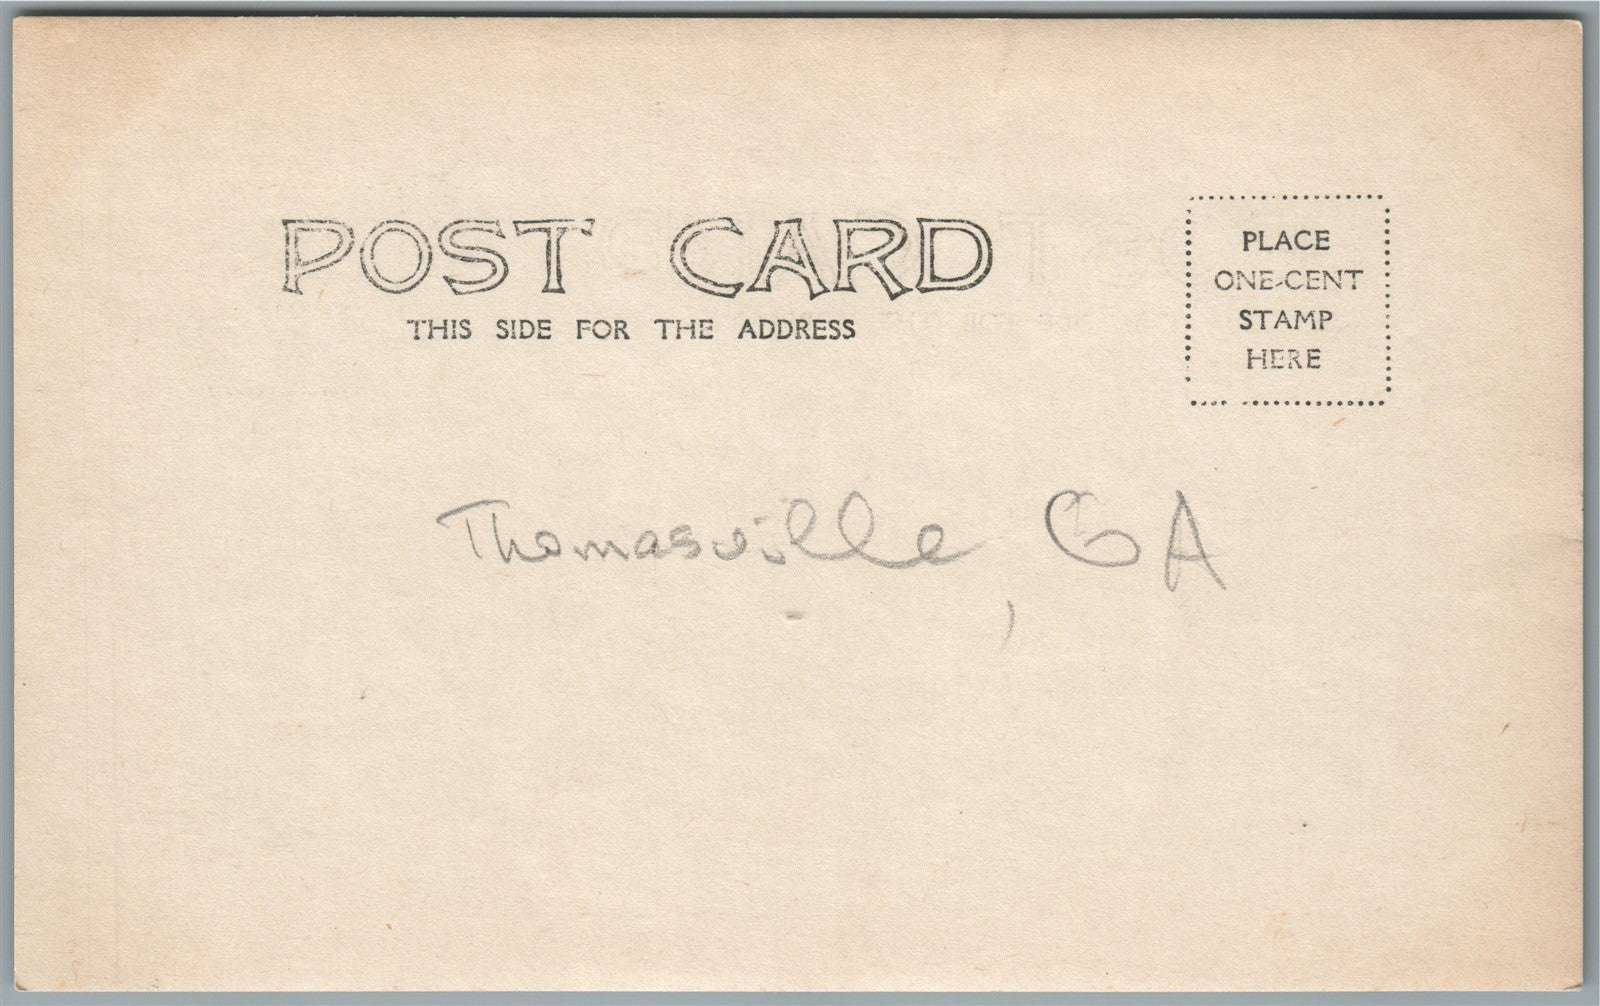 POST CARD
THIS SIDE FOR THE ADDRESS
PLACE
ONE-CENT
STAMP
HERE
Thomasville, GA